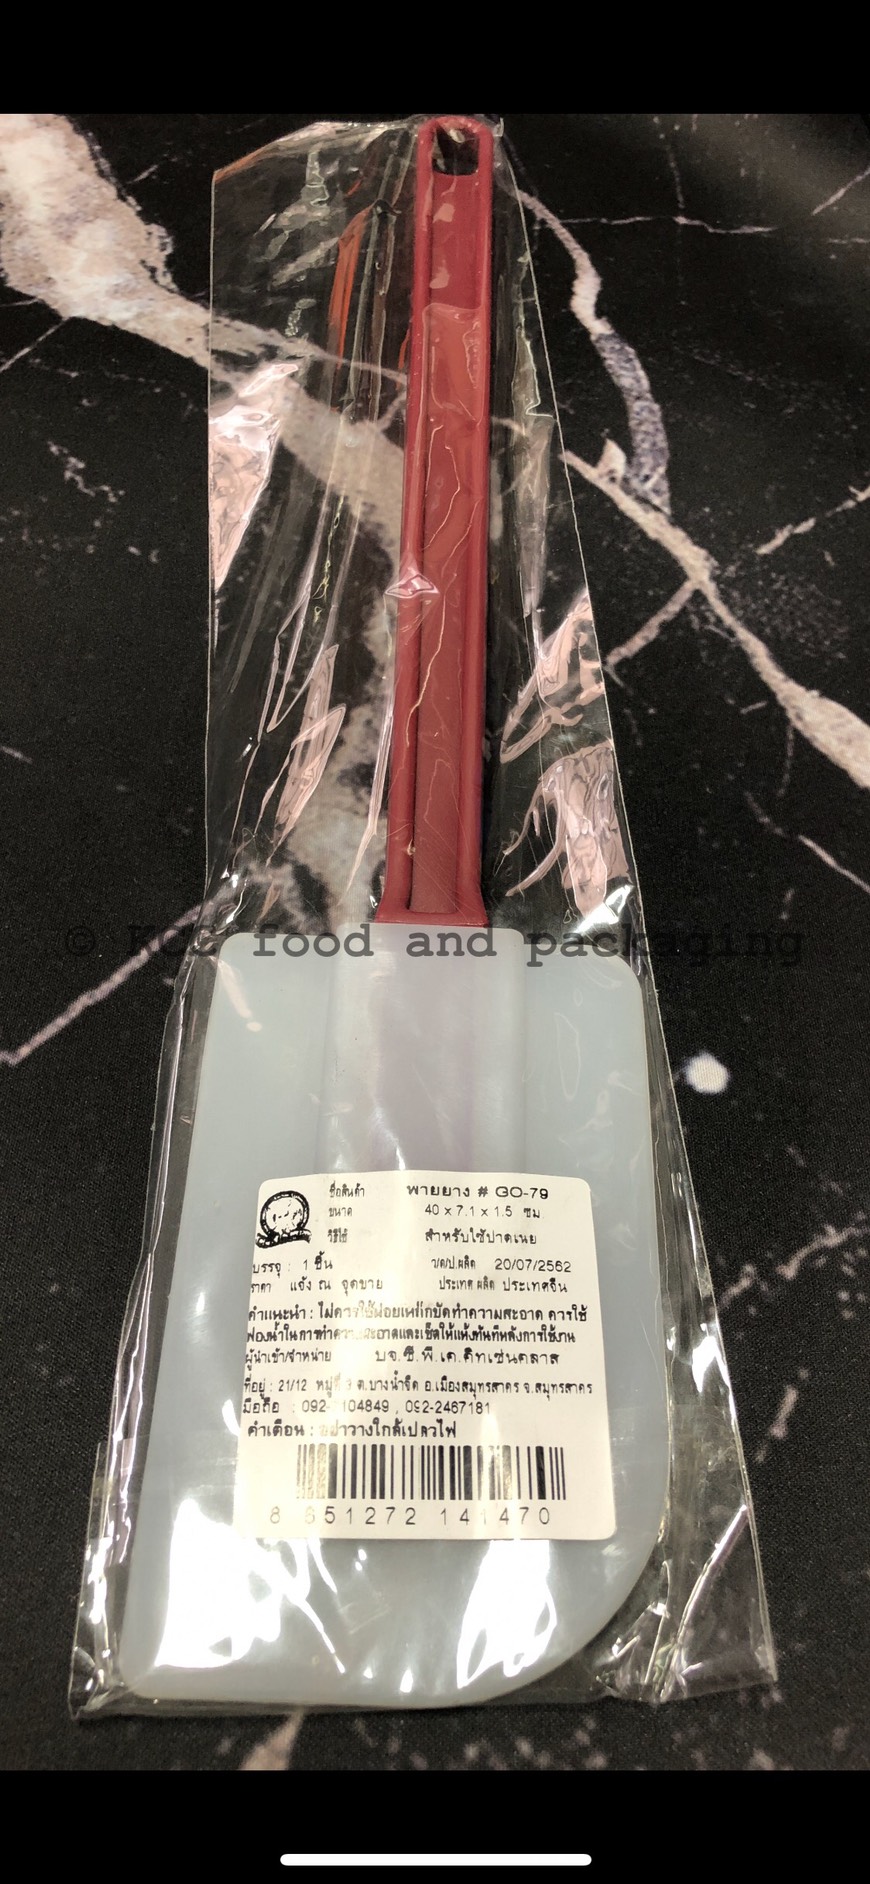 © KCC food and packaging
ชื่อสินค้า พายยาง # GO-79
ขนาด 40 x 7.1 x 1.5 ซม
วิธีใช้ สำหรับใช้ปาดเนย
บรรจุ : 1 ชิ้น ว/ด/ป.ผลิต 20/07/2562
ราคา แจ้ง ณ จุดขาย ประเทศ ผลิต ประเทศจีน
คำแนะนำ : ไม่ควรใช้ฝอยเหล็กขัดทำความสะอาด ควรใช้
ฟองน้ำในการทำความสะอาดและเช็ดให้แห้งทันทีหลังการใช้งาน
ผู้นำเข้า/จำหน่าย บจ.ซี.พี.เค.คิทเช่นคลาส
ที่อยู่ : 21/12 หมู่ที่ ต.บางน้ำจืด อ.เมืองสมุทรสาคร จ.สมุทรสาคร
มือถือ : 092-2467181
คำเตือน : อย่าวางใกล้เปลวไฟ
8 851272 141470